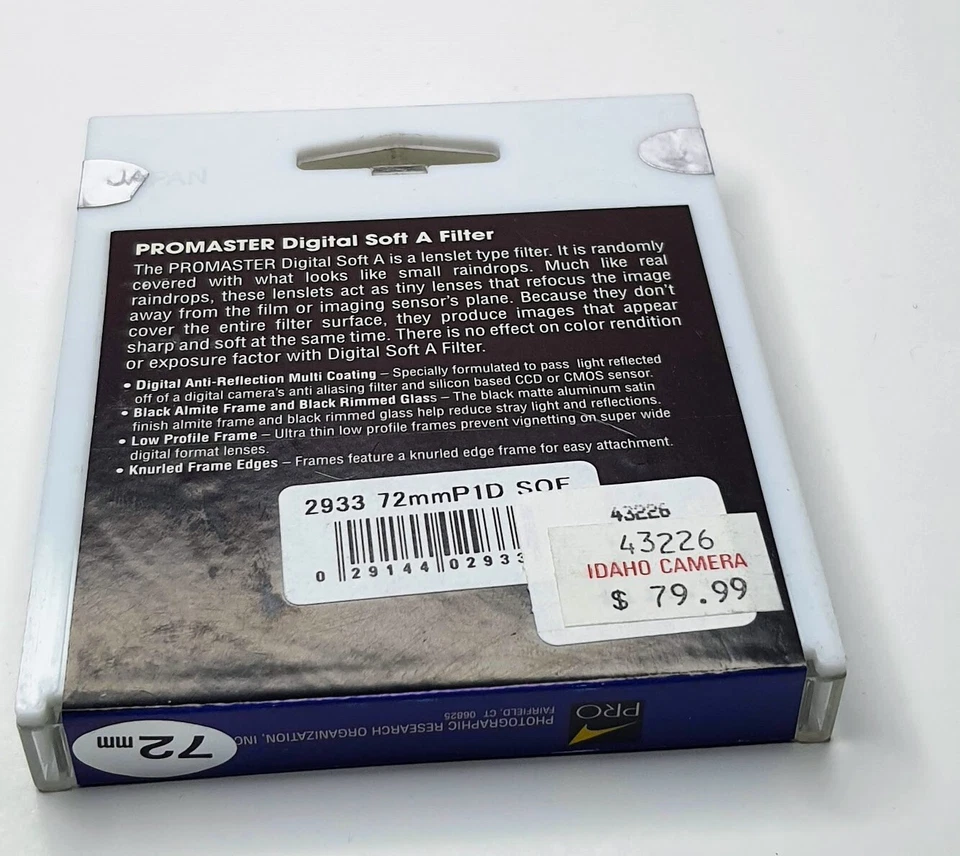 JAPAN
PROMASTER Digital Soft A Filter
The PROMASTER Digital Soft A is a lenslet type filter. It is randomly
covered with what looks like small raindrops. Much like real
raindrops, these lenslets act as tiny lenses that refocus the image
away from the film or imaging sensor's plane. Because they don't
cover the entire filter surface, they produce images that appear
sharp and soft at the same time. There is no effect on color rendition
or exposure factor with Digital Soft A Filter.
• Digital Anti-Reflection Multi Coating – Specially formulated to pass light reflected
off of a digital camera's anti aliasing filter and silicon based CCD or CMOS sensor.
• Black Almite Frame and Black Rimmed Glass – The black matte aluminum satin
finish almite frame and black rimmed glass help reduce stray light and reflections.
• Low Profile Frame – Ultra thin low profile frames prevent vignetting on super wide
digital format lenses.
• Knurled Frame Edges – Frames feature a knurled edge frame for easy attachment.
2933 72mmP1D SOF
0 29144 02933
43226
43226
IDAHO CAMERA
$ 79.99
PRO
PHOTOGRAPHIC RESEARCH ORGANIZATION, INC
FAIRFIELD, CT 06825
72mm